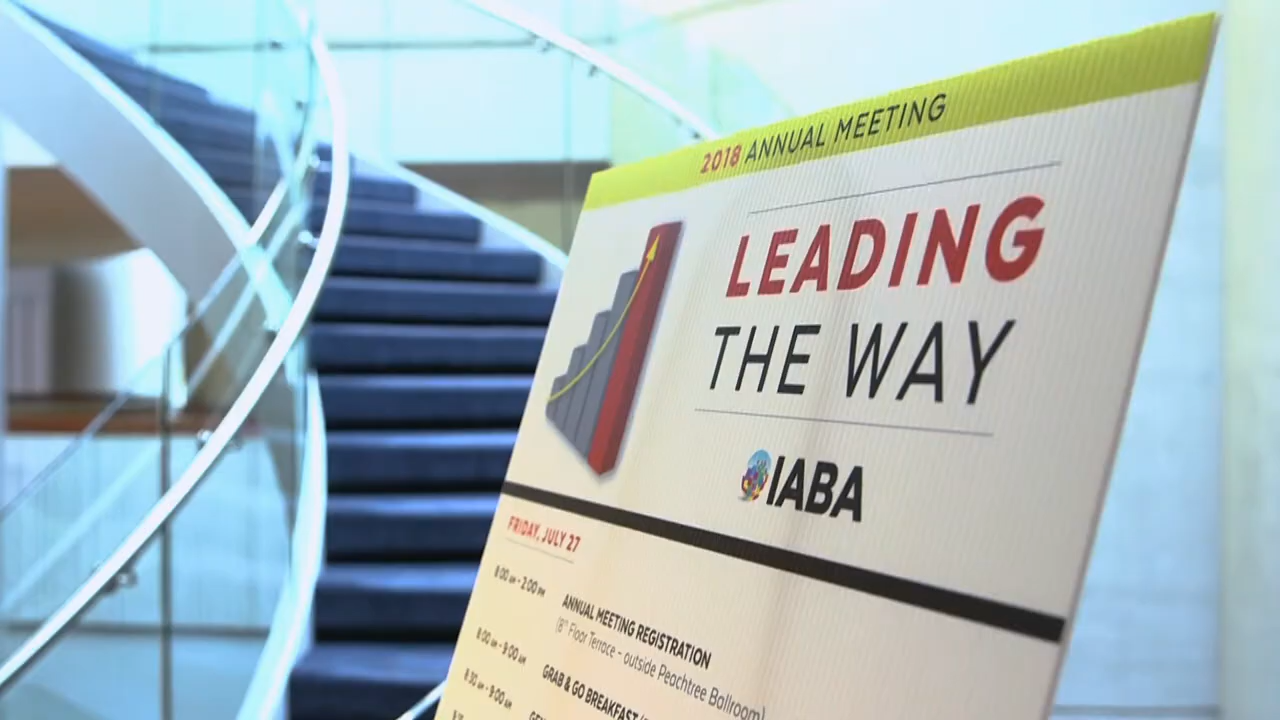 2018 ANNUAL MEETING
LEADING
THE WAY
IABA
FRIDAY, JULY 27
8:00 AM - 2:00 PM
ANNUAL MEETING REGISTRATION
(8th Floor Terrace - outside Peachtree Ballroom)
8:00 AM - 9:00 AM
GRAB & GO BREAKFAST
8:30 AM - 9:00 AM